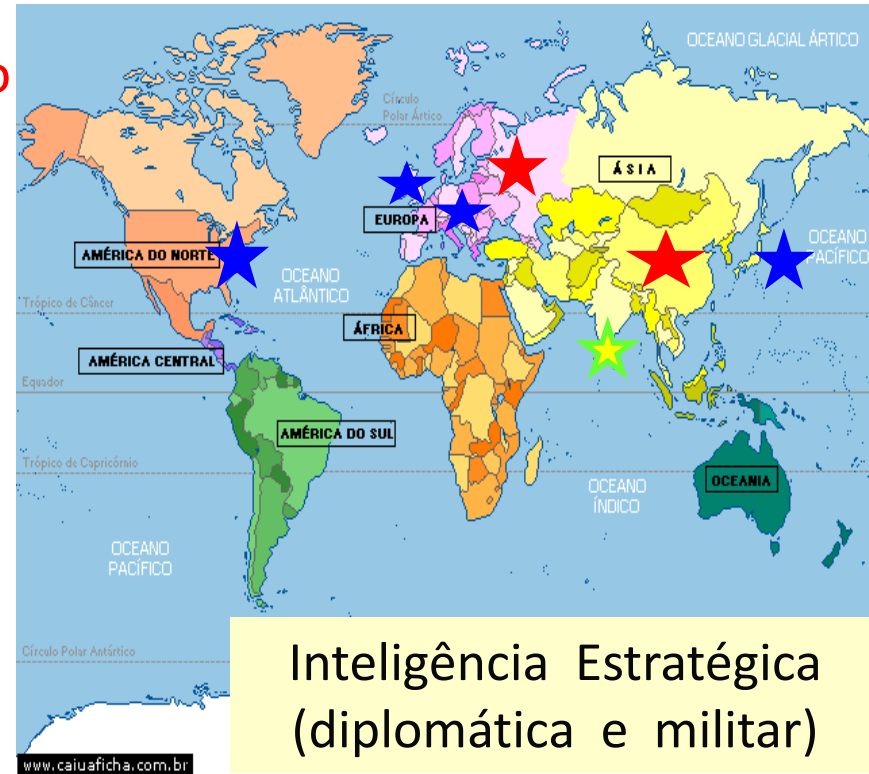 o
OCEANO GLACIAL ÁRTICO
Círculo
Polar Ártico
ÁSIA
EUROPA
AMÉRICA DO NORTE
OCEANO
PACÍFICO
OCEANO
ATLÂNTICO
Trópico de Câncer
ÁFRICA
AMÉRICA CENTRAL
Equador
AMÉRICA DO SUL
Trópico de Capricórnio
OCEANIA
OCEANO
ÍNDICO
OCEANO
PACÍFICO
Círculo Polar Antártico
Inteligência Estratégica
(diplomática e militar)
www.caiuaficha.com.br